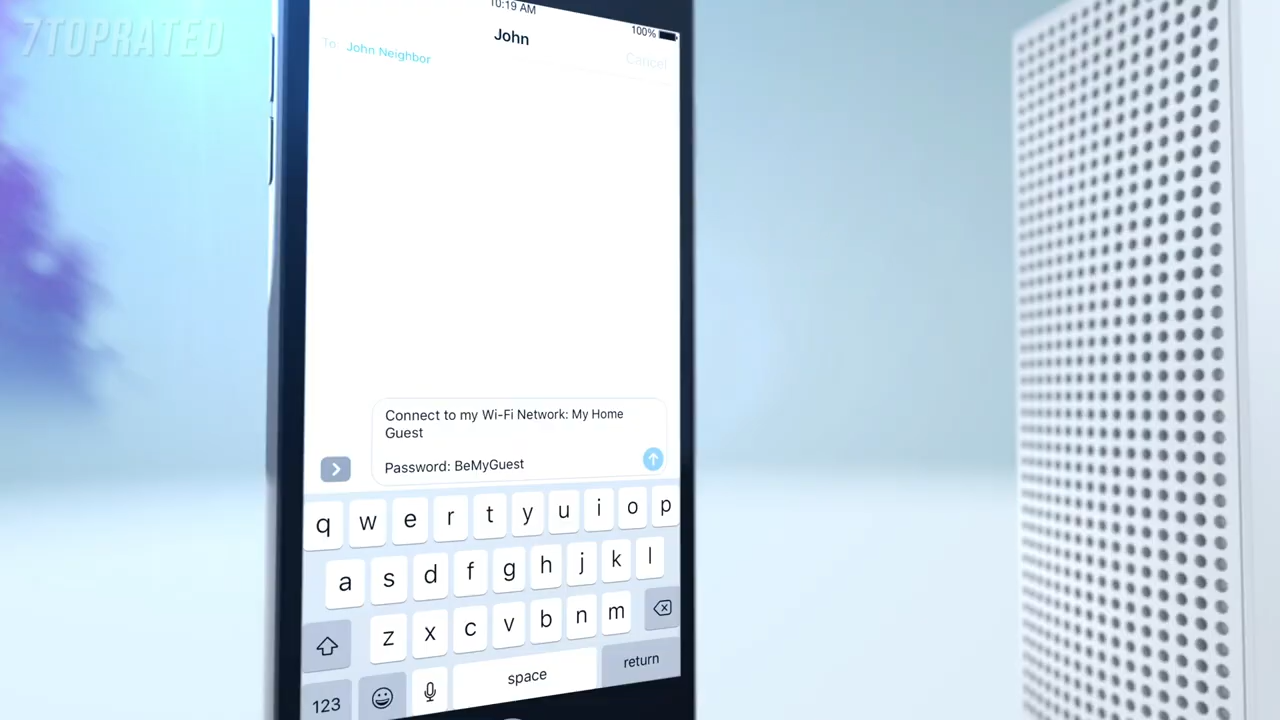 7TOPRATED
10:19 AM
100%
John
To: John Neighbor
Cancel
Connect to my Wi-Fi Network: My Home
Guest
Password: BeMyGuest
q w e r t y u i o p
a s d f g h j k l
z x c v b n m
123 space return